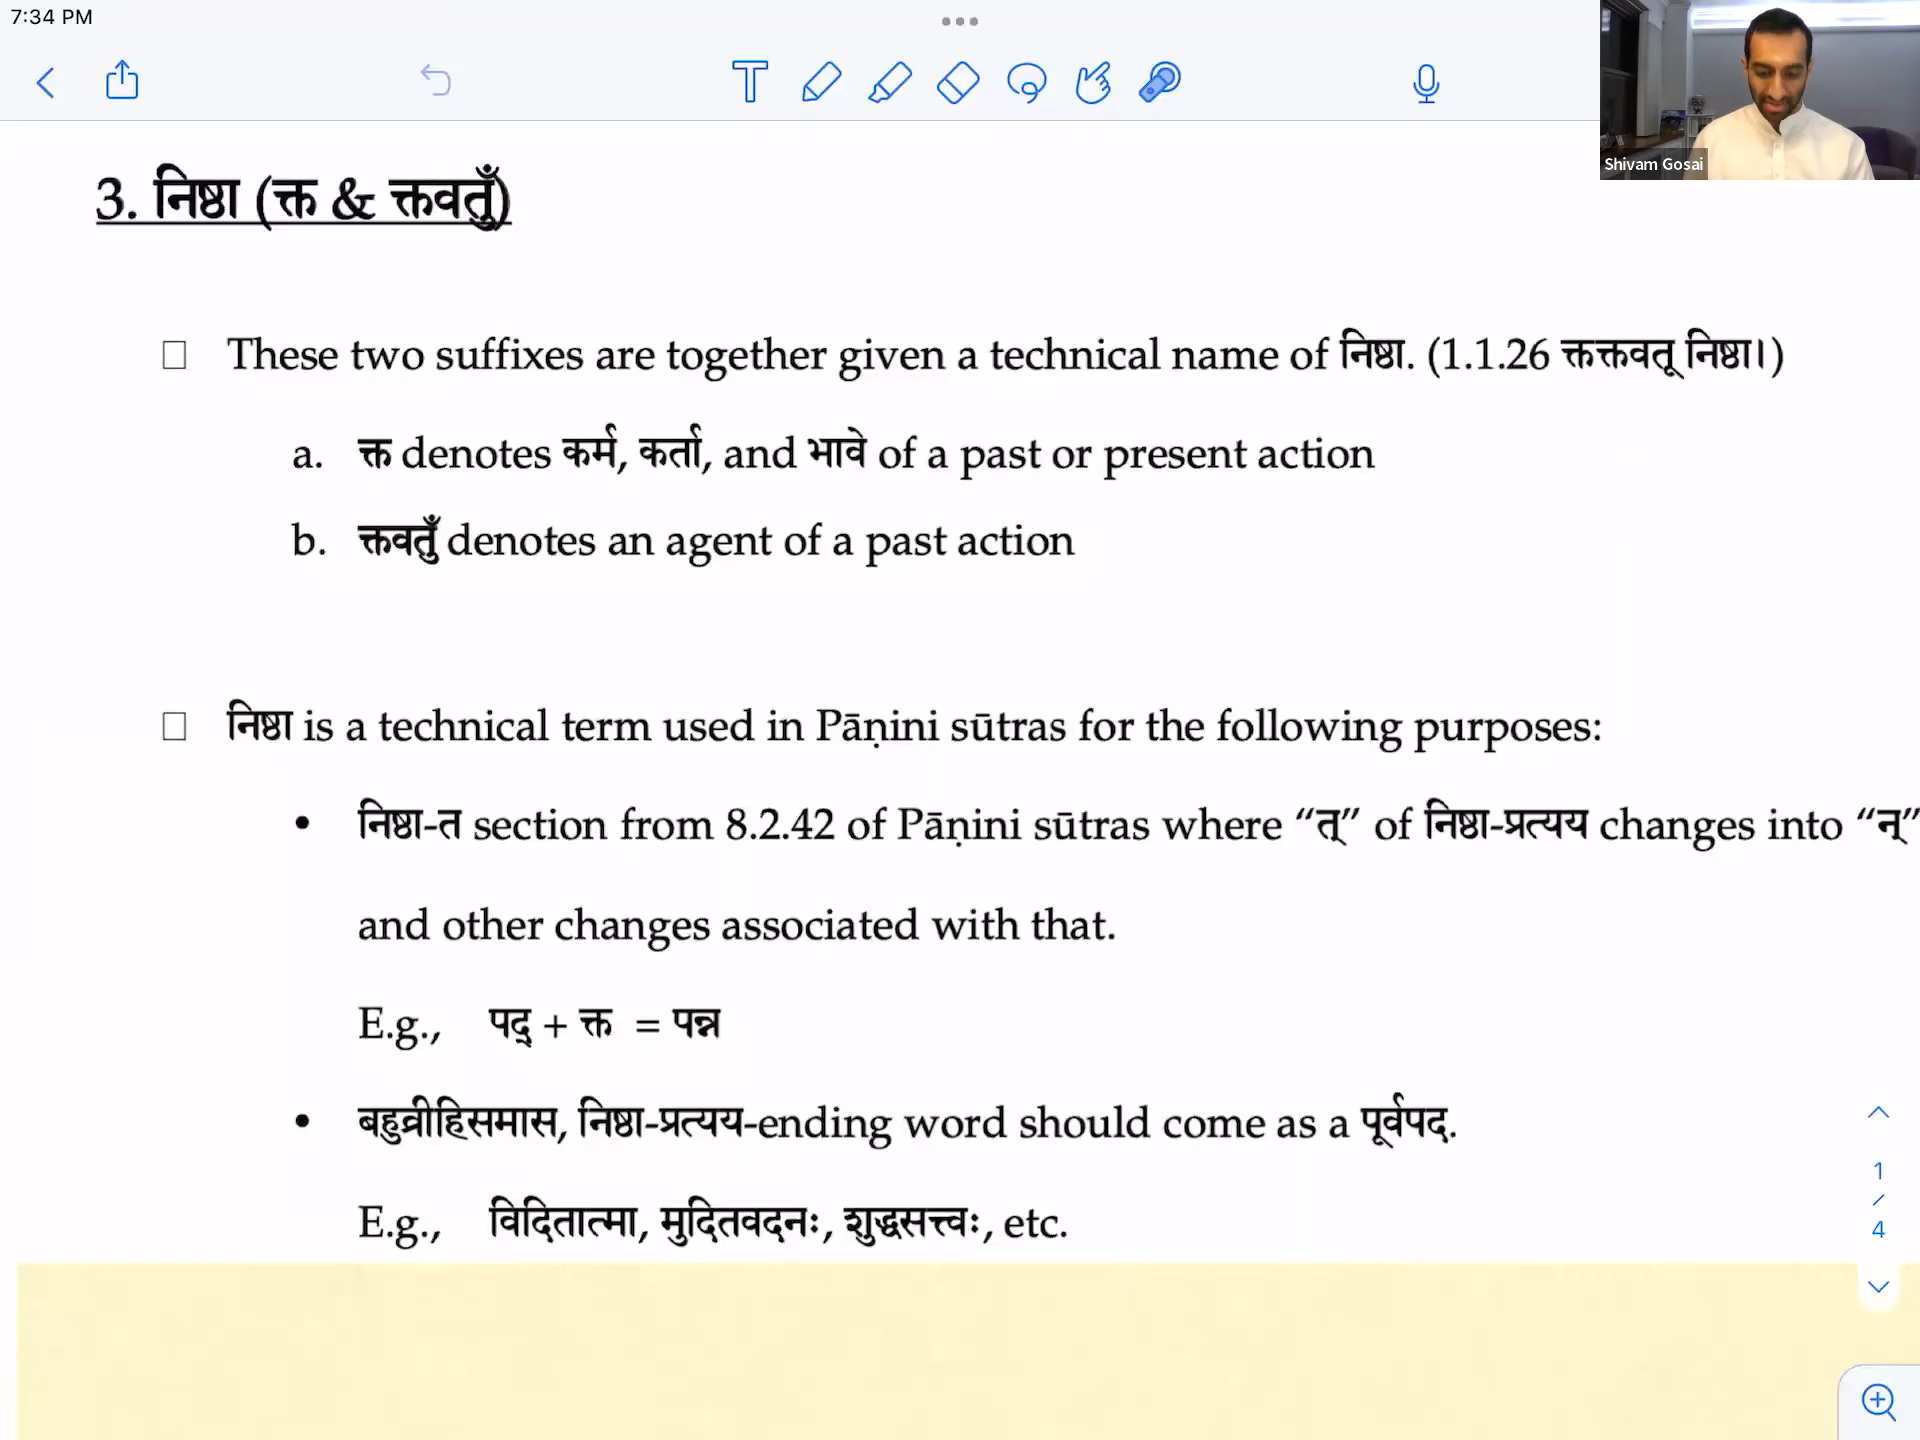 7:34 PM
Shivam Gosai
3. निष्ठा (क्त & क्तवतुँ)
These two suffixes are together given a technical name of निष्ठा. (1.1.26 क्तक्तवतू निष्ठा।)
a. क्त denotes कर्म, कर्ता, and भावे of a past or present action
b. क्तवतुँ denotes an agent of a past action
निष्ठा is a technical term used in Pāṇini sūtras for the following purposes:
• निष्ठा-त section from 8.2.42 of Pāṇini sūtras where “त्” of निष्ठा-प्रत्यय changes into “न्”
and other changes associated with that.
E.g., पद् + क्त = पन्न
• बहुव्रीहिसमास, निष्ठा-प्रत्यय-ending word should come as a पूर्वपद.
E.g., विदितात्मा, मुदितवदनः, शुद्धसत्त्वः, etc.
1
/
4